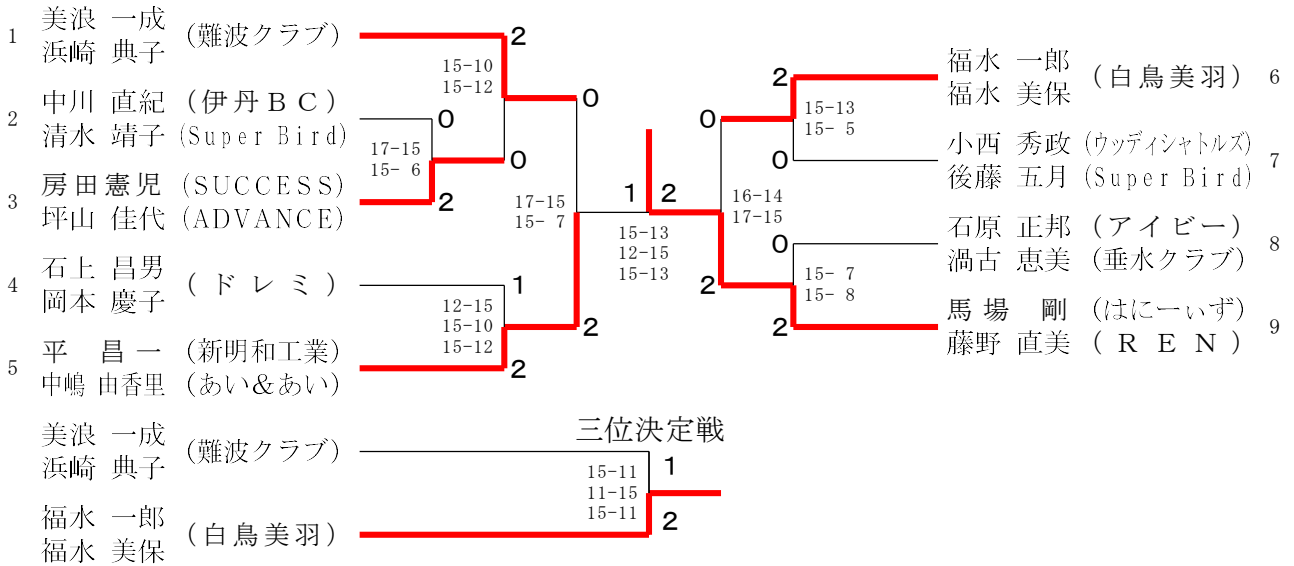 1 美浪 一成 (難波クラブ)
浜崎 典子
2 中川 直紀 (伊丹BC)
清水 靖子 (Super Bird)
3 房田憲児 (SUCCESS)
坪山 佳代 (ADVANCE)
4 石上 昌男 (ドレミ)
岡本 慶子
5 平 昌一 (新明和工業)
中嶋 由香里 (あい&あい)
2
15-10
15-12
0
0
17-15
15- 6
0
2
17-15
15- 7
1
12-15
15-10
15-12
2
2
1 2
15-13
12-15
15-13
福水 一郎 (白鳥美羽) 6
福水 美保
小西 秀政 (ウッディシャトルズ) 7
後藤 五月 (Super Bird)
石原 正邦 (アイビー) 8
渦古 恵美 (垂水クラブ)
馬場 剛 (はにーぃず) 9
藤野 直美 (REN)
2
15-13
15- 5
0
0
16-14
17-15
0
15- 7
15- 8
2
2
三位決定戦
美浪 一成 (難波クラブ)
浜崎 典子
福水 一郎 (白鳥美羽)
福水 美保
1
15-11
11-15
15-11
2